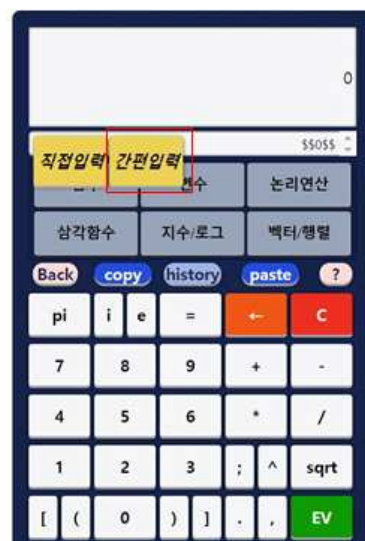 0
$$0$$
직접입력 간편입력
변수 논리연산
삼각함수 지수/로그 벡터/행렬
Back copy history paste ?
pi i e = ← C
7 8 9 + -
4 5 6 * /
1 2 3 ; ^ sqrt
[ ( 0 ) ] . , EV